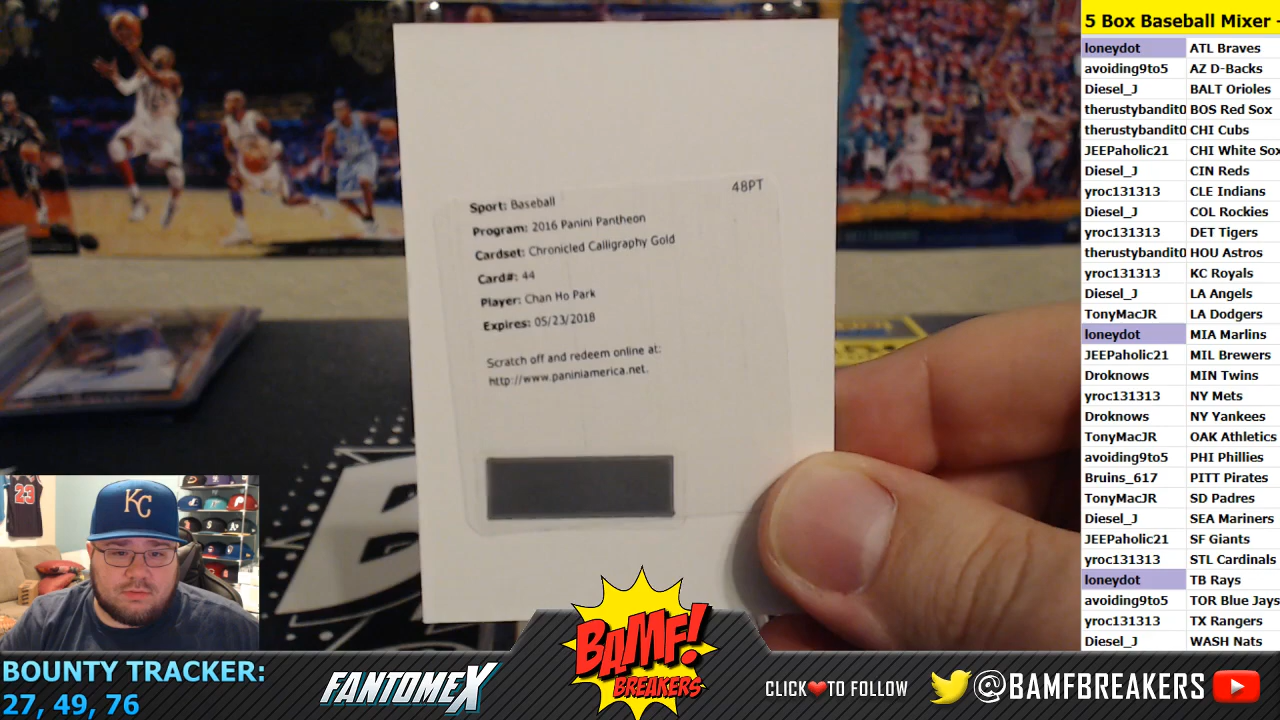 48PT
Sport: Baseball
Program: 2016 Panini Pantheon
Cardset: Chronicled Calligraphy Gold
Card#: 44
Player: Chan Ho Park
Expires: 05/23/2018
Scratch off and redeem online at:
http://www.paniniamerica.net.
5 Box Baseball Mixer -
loneydot ATL Braves
avoiding9to5 AZ D-Backs
Diesel_J BALT Orioles
therustybandit0 BOS Red Sox
therustybandit0 CHI Cubs
JEEPaholic21 CHI White Sox
Diesel_J CIN Reds
yroc131313 CLE Indians
Diesel_J COL Rockies
yroc131313 DET Tigers
therustybandit0 HOU Astros
yroc131313 KC Royals
Diesel_J LA Angels
TonyMacJR LA Dodgers
loneydot MIA Marlins
JEEPaholic21 MIL Brewers
Droknows MIN Twins
yroc131313 NY Mets
Droknows NY Yankees
TonyMacJR OAK Athletics
avoiding9to5 PHI Phillies
Bruins_617 PITT Pirates
TonyMacJR SD Padres
Diesel_J SEA Mariners
JEEPaholic21 SF Giants
yroc131313 STL Cardinals
loneydot TB Rays
avoiding9to5 TOR Blue Jays
yroc131313 TX Rangers
Diesel_J WASH Nats
23
KC
BOUNTY TRACKER:
27, 49, 76
FANTOMEX
BAMF!
BREAKERS
CLICK TO FOLLOW
@BAMFBREAKERS